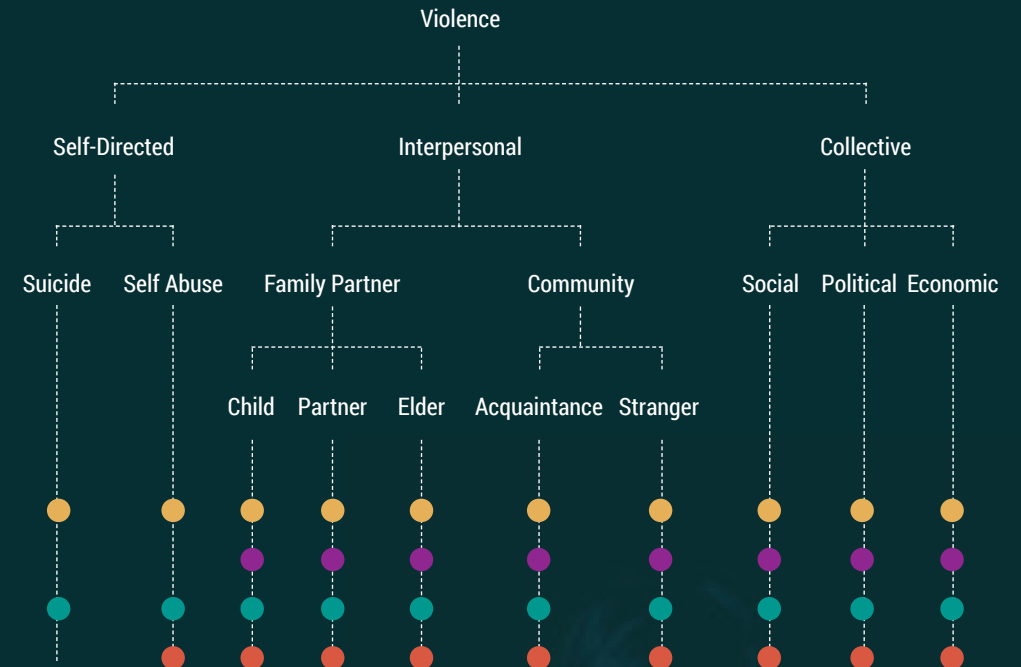 Violence
Self-Directed Interpersonal Collective
Suicide Self Abuse Family Partner Community Social Political Economic
Child Partner Elder Acquaintance Stranger